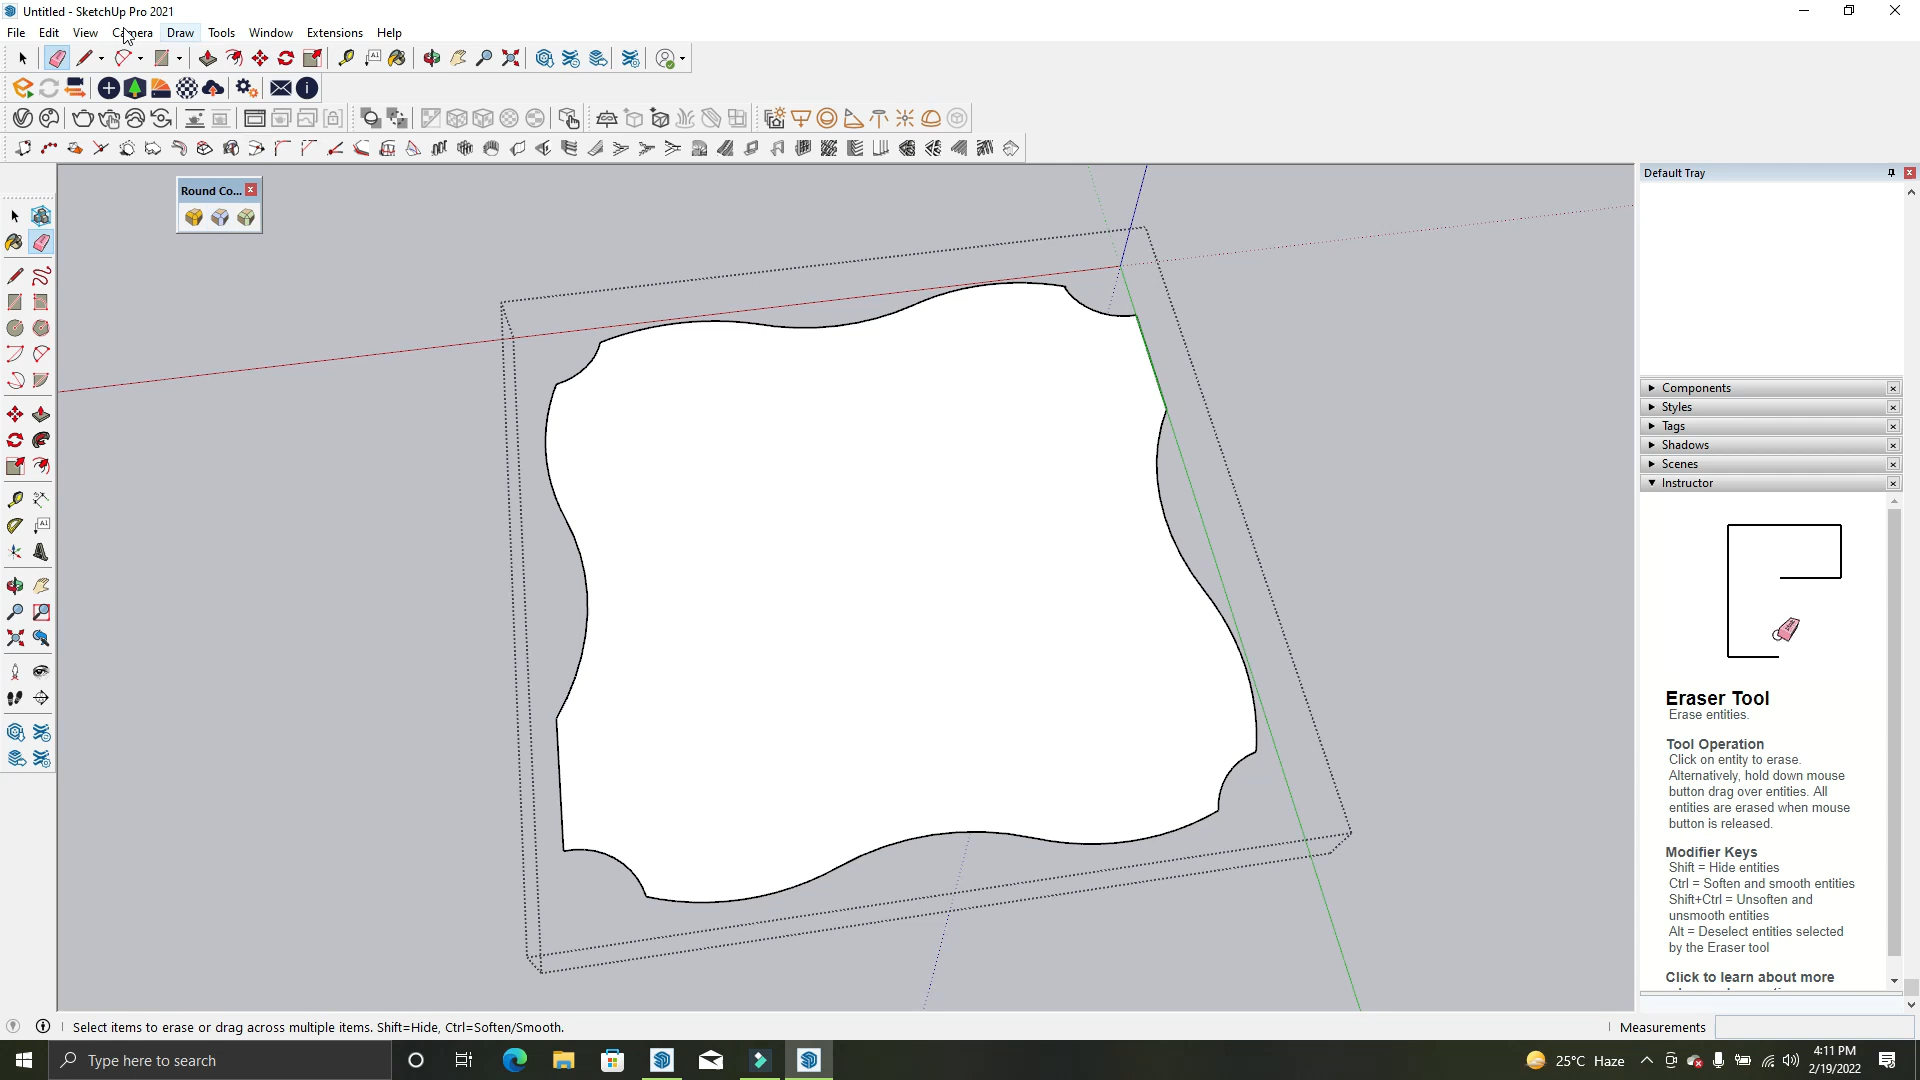 Untitled - SketchUp Pro 2021
File Edit View Camera Draw Tools Window Extensions Help
Round Co...
Default Tray
Components
Styles
Tags
Shadows
Scenes
Instructor
Eraser Tool
Erase entities.
Tool Operation
Click on entity to erase.
Alternatively, hold down mouse
button drag over entities. All
entities are erased when mouse
button is released.
Modifier Keys
Shift = Hide entities
Ctrl = Soften and smooth entities
Shift+Ctrl = Unsoften and
unsmooth entities
Alt = Deselect entities selected
by the Eraser tool
Click to learn about more
Select items to erase or drag across multiple items. Shift=Hide, Ctrl=Soften/Smooth.
Measurements
Type here to search
25°C Haze
4:11 PM
2/19/2022